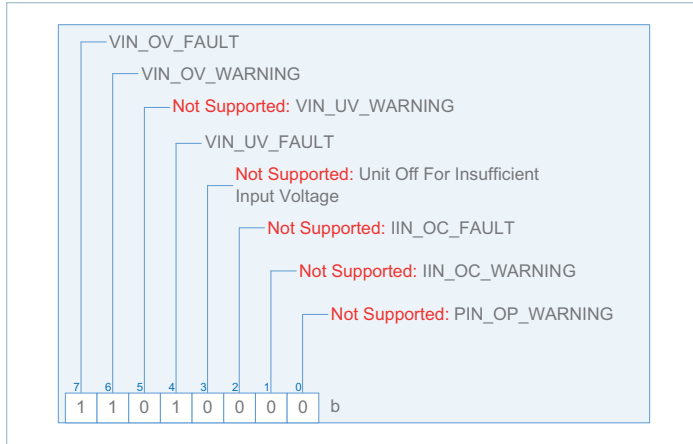 VIN_OV_FAULT
VIN_OV_WARNING
Not Supported: VIN_UV_WARNING
VIN_UV_FAULT
Not Supported: Unit Off For Insufficient
Input Voltage
Not Supported: IIN_OC_FAULT
Not Supported: IIN_OC_WARNING
Not Supported: PIN_OP_WARNING
7 6 5 4 3 2 1 0
1 1 0 1 0 0 0 0 b